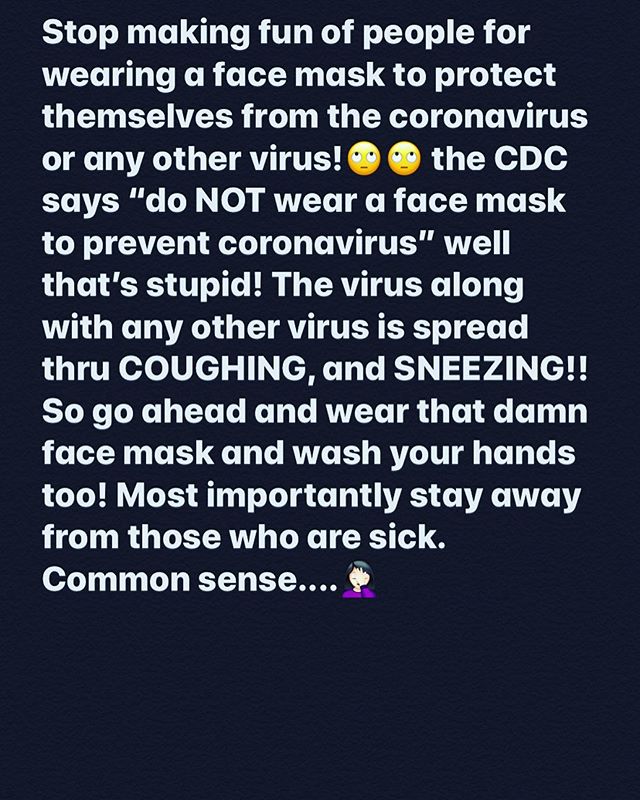 Stop making fun of people for
wearing a face mask to protect
themselves from the coronavirus
or any other virus!🙄🙄 the CDC
says “do NOT wear a face mask
to prevent coronavirus” well
that’s stupid! The virus along
with any other virus is spread
thru COUGHING, and SNEEZING!!
So go ahead and wear that damn
face mask and wash your hands
too! Most importantly stay away
from those who are sick.
Common sense....🤦🏻‍♀️